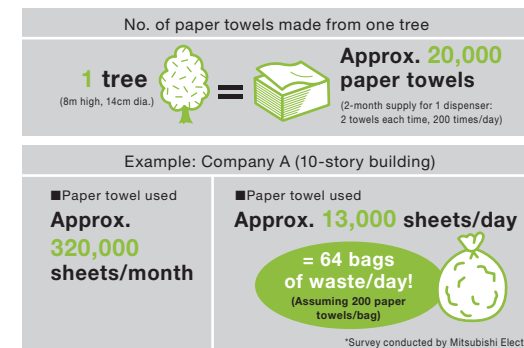 No. of paper towels made from one tree
1 tree
(8m high, 14cm dia.)
=
Approx. 20,000
paper towels
(2-month supply for 1 dispenser:
2 towels each time, 200 times/day)
Example: Company A (10-story building)
■Paper towel used
Approx.
320,000
sheets/month
■Paper towel used
Approx. 13,000 sheets/day
= 64 bags
of waste/day!
(Assuming 200 paper
towels/bag)
*Survey conducted by Mitsubishi Elect